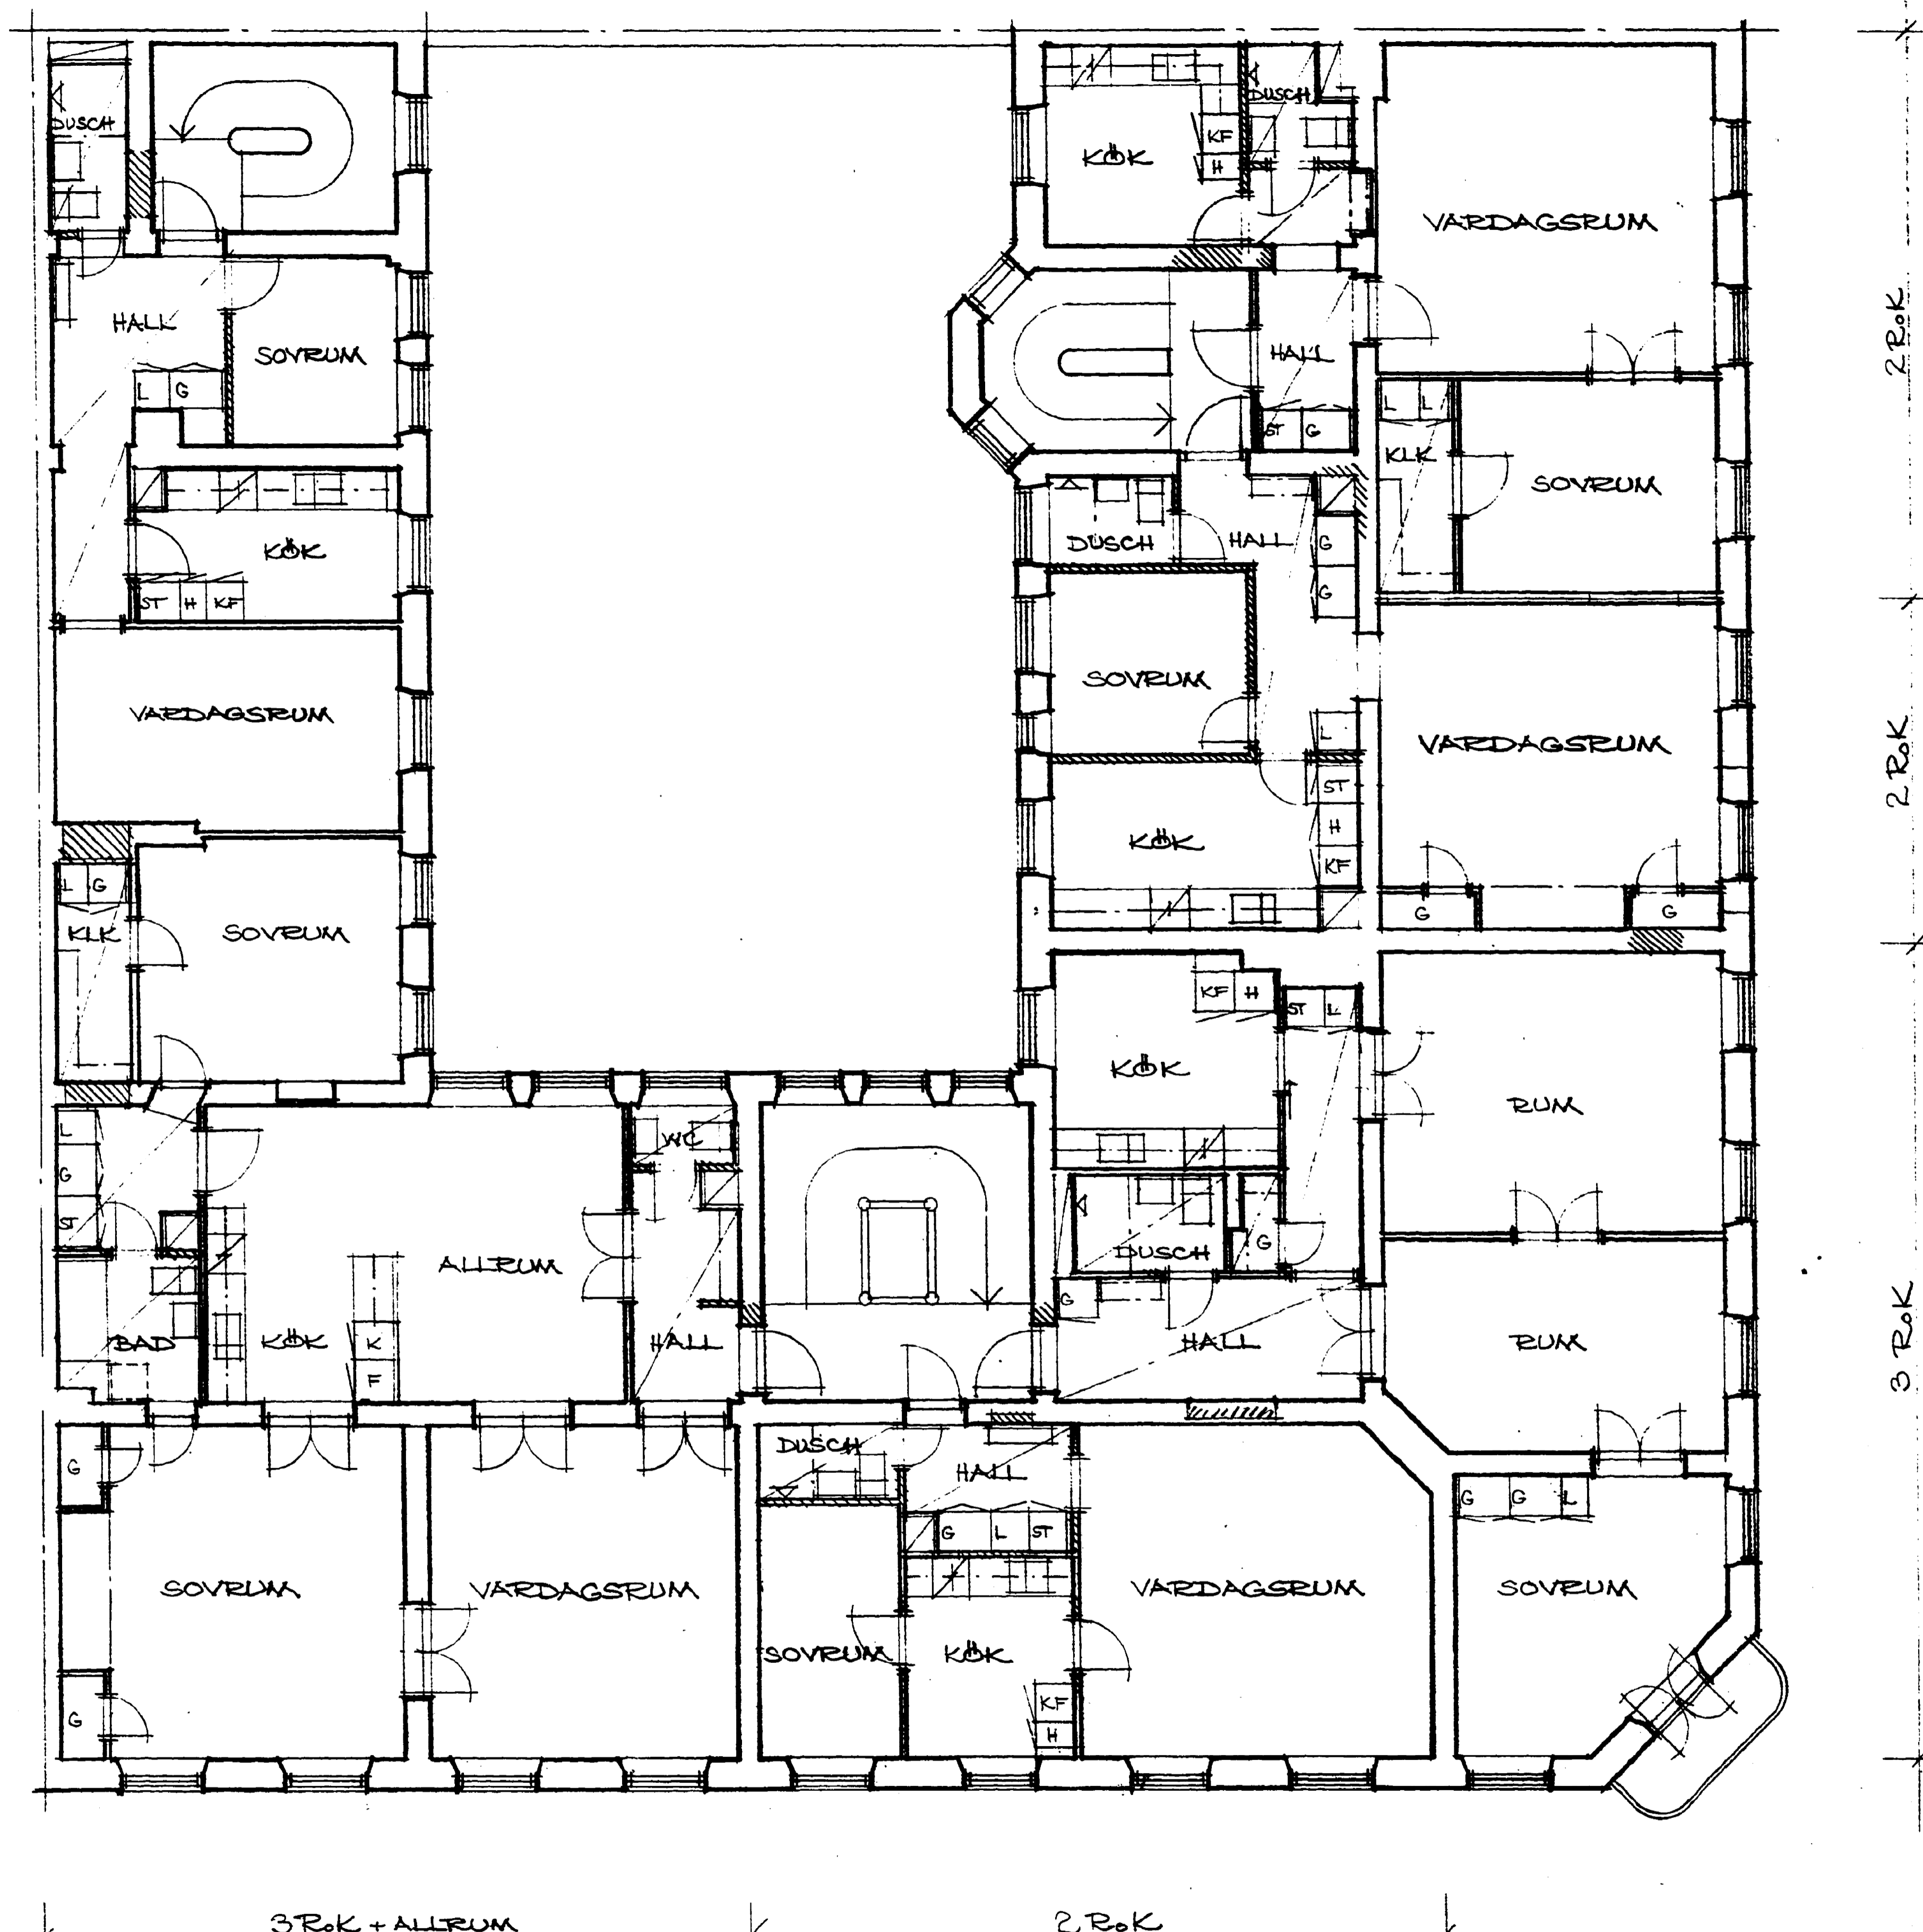 DUSCH
HALL
SOVRUM
L G
KÖK
ST H KF
VARDAGSRUM
L G
KLK
SOVRUM
L
G
ST
BAD
KÖK
ALLRUM
K
F
WC
HALL
G
SOVRUM
G
VARDAGSRUM
KÖK
KF
H
DUSCH
VARDAGSRUM
HALL
ST G
L L
KLK
SOVRUM
DUSCH
HALL
G
G
SOVRUM
L
ST
H
KF
KÖK
VARDAGSRUM
G
G
KF H
ST L
KÖK
RUM
DUSCH
G
G
HALL
RUM
DUSCH
HALL
G L ST
SOVRUM
KÖK
KF
H
VARDAGSRUM
G G L
SOVRUM
2 RoK
2 RoK
3 RoK
3 RoK + ALLRUM
2 RoK